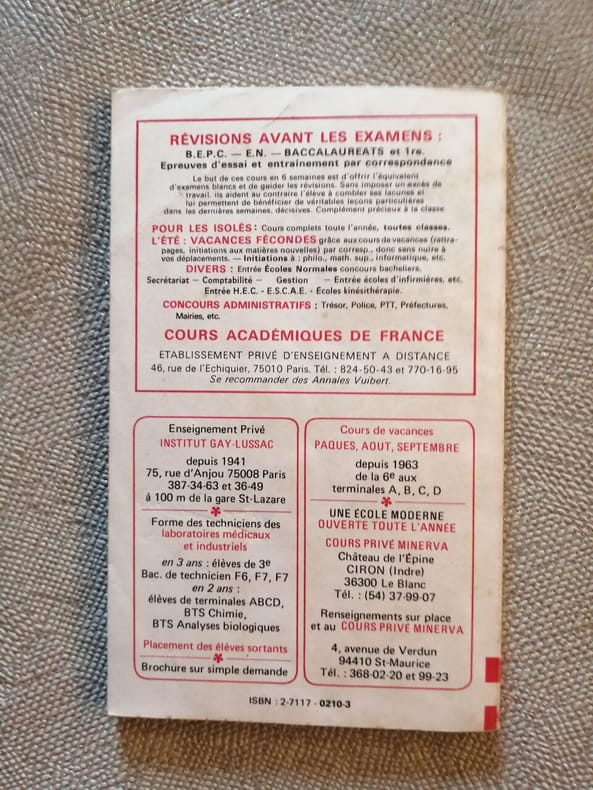 RÉVISIONS AVANT LES EXAMENS :
B.E.P.C. — E.N. — BACCALAUREATS et 1re.
Epreuves d'essai et entraînement par correspondance
Le but de ces cours en 6 semaines est d'offrir l'équivalent
d'examens blancs et de guider les révisions. Sans imposer un excès de
travail, ils aident au contraire l'élève à combler ses lacunes et
lui permettent de bénéficier de véritables leçons particulières
dans les dernières semaines, décisives. Complément précieux à la classe
POUR LES ISOLÉS : Cours complets toute l'année, toutes classes.
L'ÉTÉ : VACANCES FÉCONDES grâce aux cours de vacances (rattra-
pages, initiations aux matières nouvelles) par corresp., donc sans nuire à
vos déplacements. — Initiations à : philo., math. sup., informatique, etc.
DIVERS : Entrée Écoles Normales concours bacheliers.
Secrétariat — Comptabilité — Gestion — Entrée écoles d'infirmières, etc.
Entrée H.E.C. - E.S.C.A.E. - Ecoles kinésithérapie.
CONCOURS ADMINISTRATIFS : Trésor, Police, PTT, Préfectures,
Mairies, etc.
COURS ACADÉMIQUES DE FRANCE
ETABLISSEMENT PRIVÉ D'ENSEIGNEMENT A DISTANCE
46, rue de l'Echiquier, 75010 Paris. Tél. : 824-50-43 et 770-16-95
Se recommander des Annales Vuibert.
Enseignement Privé
INSTITUT GAY-LUSSAC
depuis 1941
75, rue d'Anjou 75008 Paris
387-34-63 et 36-49
à 100 m de la gare St-Lazare
Forme des techniciens des
laboratoires médicaux
et industriels
en 3 ans : élèves de 3e
Bac. de technicien F6, F7, F7
en 2 ans :
élèves de terminales ABCD,
BTS Chimie,
BTS Analyses biologiques
Placement des élèves sortants
Brochure sur simple demande
Cours de vacances
PAQUES, AOUT, SEPTEMBRE
depuis 1963
de la 6e aux
terminales A, B, C, D
UNE ÉCOLE MODERNE
OUVERTE TOUTE L'ANNÉE
COURS PRIVÉ MINERVA
Château de l'Épine
CIRON (Indre)
36300 Le Blanc
Tél. : (54) 37-99-07
Renseignements sur place
et au COURS PRIVÉ MINERVA
4, avenue de Verdun
94410 St-Maurice
Tél. : 368-02-20 et 99-23
ISBN : 2-7117-0210-3